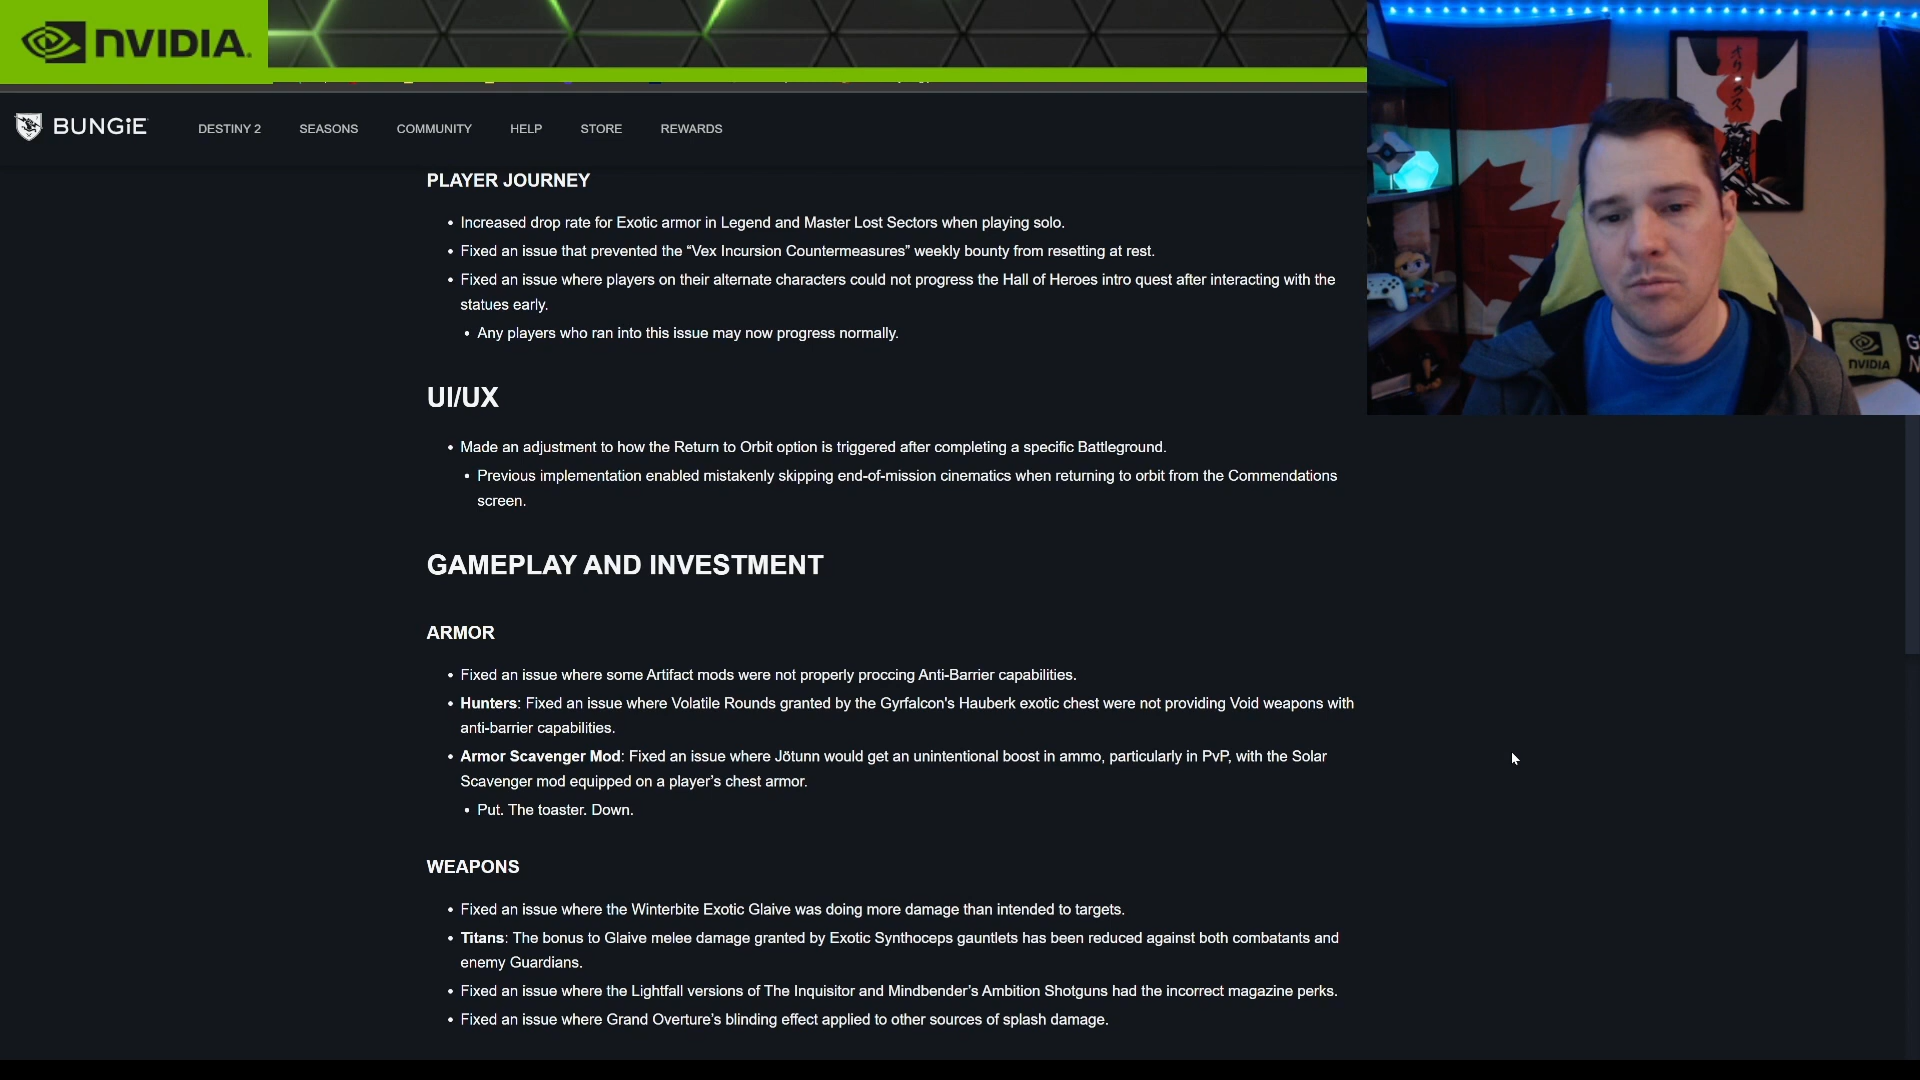 NVIDIA.
BUNGiE
DESTINY 2
SEASONS
COMMUNITY
HELP
STORE
REWARDS
PLAYER JOURNEY
• Increased drop rate for Exotic armor in Legend and Master Lost Sectors when playing solo.
• Fixed an issue that prevented the “Vex Incursion Countermeasures” weekly bounty from resetting at rest.
• Fixed an issue where players on their alternate characters could not progress the Hall of Heroes intro quest after interacting with the
statues early.
• Any players who ran into this issue may now progress normally.
UI/UX
• Made an adjustment to how the Return to Orbit option is triggered after completing a specific Battleground.
• Previous implementation enabled mistakenly skipping end-of-mission cinematics when returning to orbit from the Commendations
screen.
GAMEPLAY AND INVESTMENT
ARMOR
• Fixed an issue where some Artifact mods were not properly proccing Anti-Barrier capabilities.
• Hunters: Fixed an issue where Volatile Rounds granted by the Gyrfalcon's Hauberk exotic chest were not providing Void weapons with
anti-barrier capabilities.
• Armor Scavenger Mod: Fixed an issue where Jötunn would get an unintentional boost in ammo, particularly in PvP, with the Solar
Scavenger mod equipped on a player’s chest armor.
• Put. The toaster. Down.
WEAPONS
• Fixed an issue where the Winterbite Exotic Glaive was doing more damage than intended to targets.
• Titans: The bonus to Glaive melee damage granted by Exotic Synthoceps gauntlets has been reduced against both combatants and
enemy Guardians.
• Fixed an issue where the Lightfall versions of The Inquisitor and Mindbender’s Ambition Shotguns had the incorrect magazine perks.
• Fixed an issue where Grand Overture’s blinding effect applied to other sources of splash damage.
NVIDIA